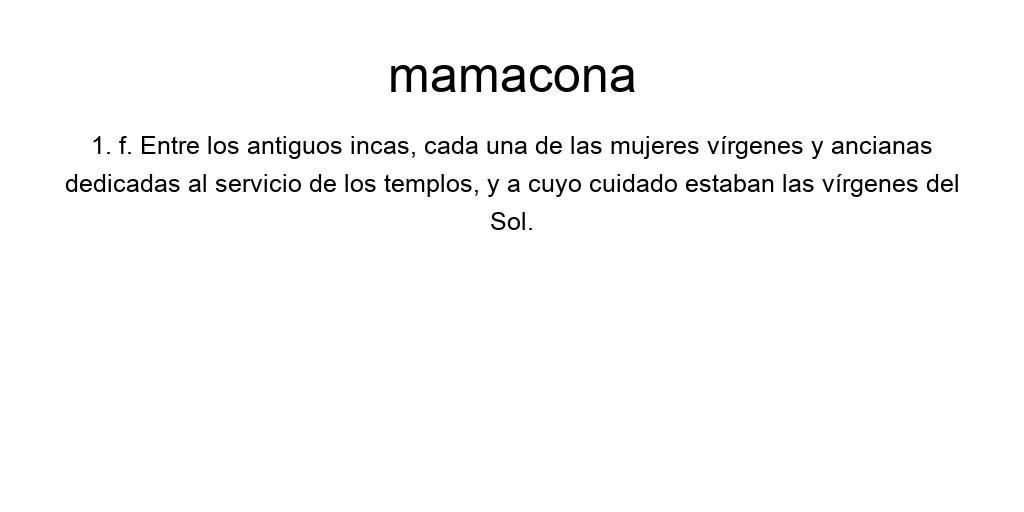 mamacona
1. f. Entre los antiguos incas, cada una de las mujeres vírgenes y ancianas
dedicadas al servicio de los templos, y a cuyo cuidado estaban las vírgenes del
Sol.